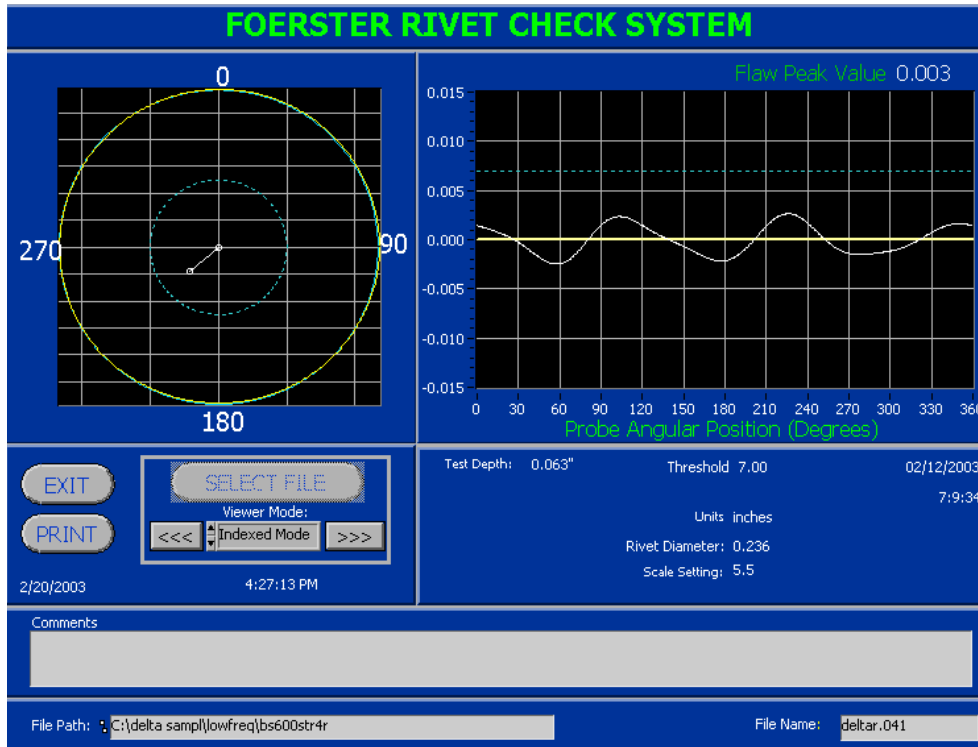 FOERSTER RIVET CHECK SYSTEM
0
270
90
180
Flaw Peak Value 0.003
0.015
0.010
0.005
0.000
-0.005
-0.010
-0.015
0 30 60 90 120 150 180 210 240 270 300 330 360
Probe Angular Position (Degrees)
EXIT
PRINT
SELECT FILE
Viewer Mode:
<<< Indexed Mode >>>
2/20/2003 4:27:13 PM
Test Depth: 0.063" Threshold 7.00 02/12/2003
7:9:34
Units inches
Rivet Diameter: 0.236
Scale Setting: 5.5
Comments
File Path: C:\delta sampl\lowfreq\bs600str4r File Name: deltar.041